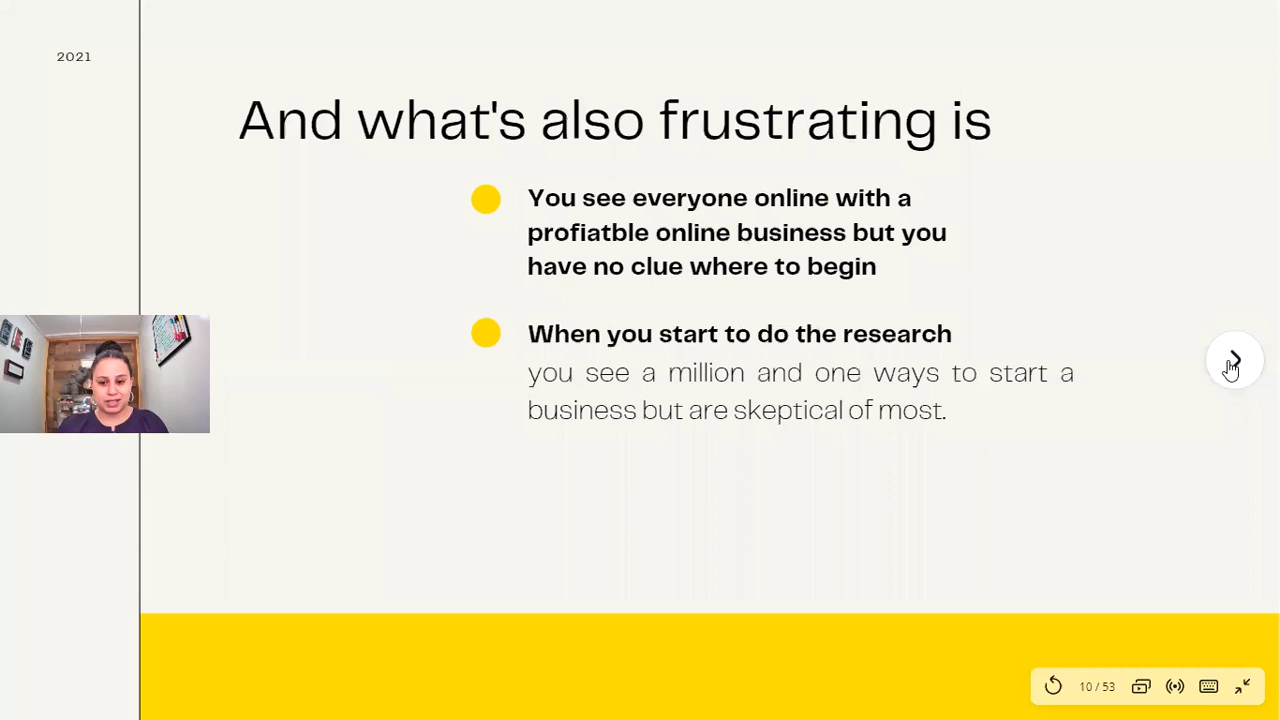 2021
And what's also frustrating is
You see everyone online with a
profiatble online business but you
have no clue where to begin
When you start to do the research
you see a million and one ways to start a
business but are skeptical of most.
10 / 53